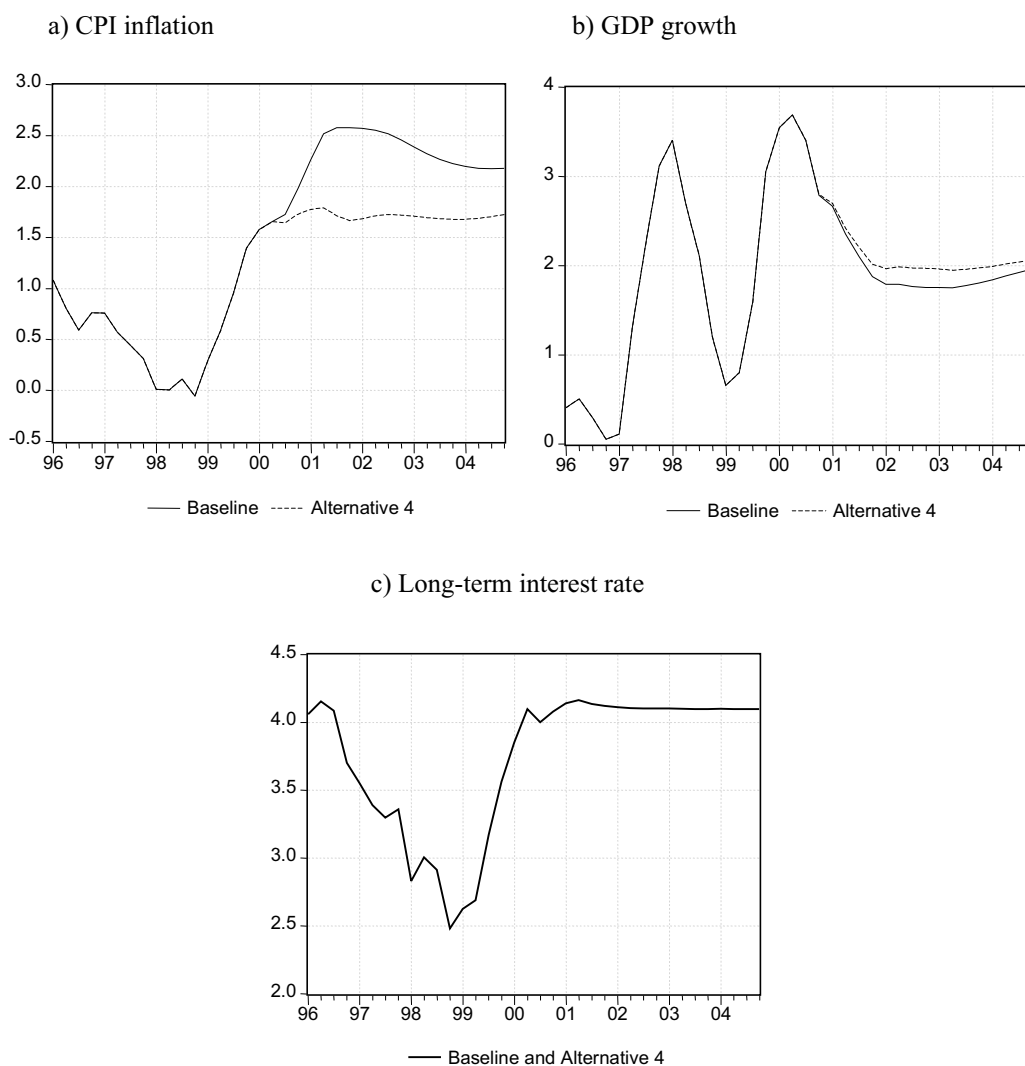 a) CPI inflation
b) GDP growth
3.0
2.5
2.0
1.5
1.0
0.5
0.0
-0.5
96 97 98 99 00 01 02 03 04
Baseline Alternative 4
4
3
2
1
0
96 97 98 99 00 01 02 03 04
Baseline Alternative 4
c) Long-term interest rate
4.5
4.0
3.5
3.0
2.5
2.0
96 97 98 99 00 01 02 03 04
Baseline and Alternative 4